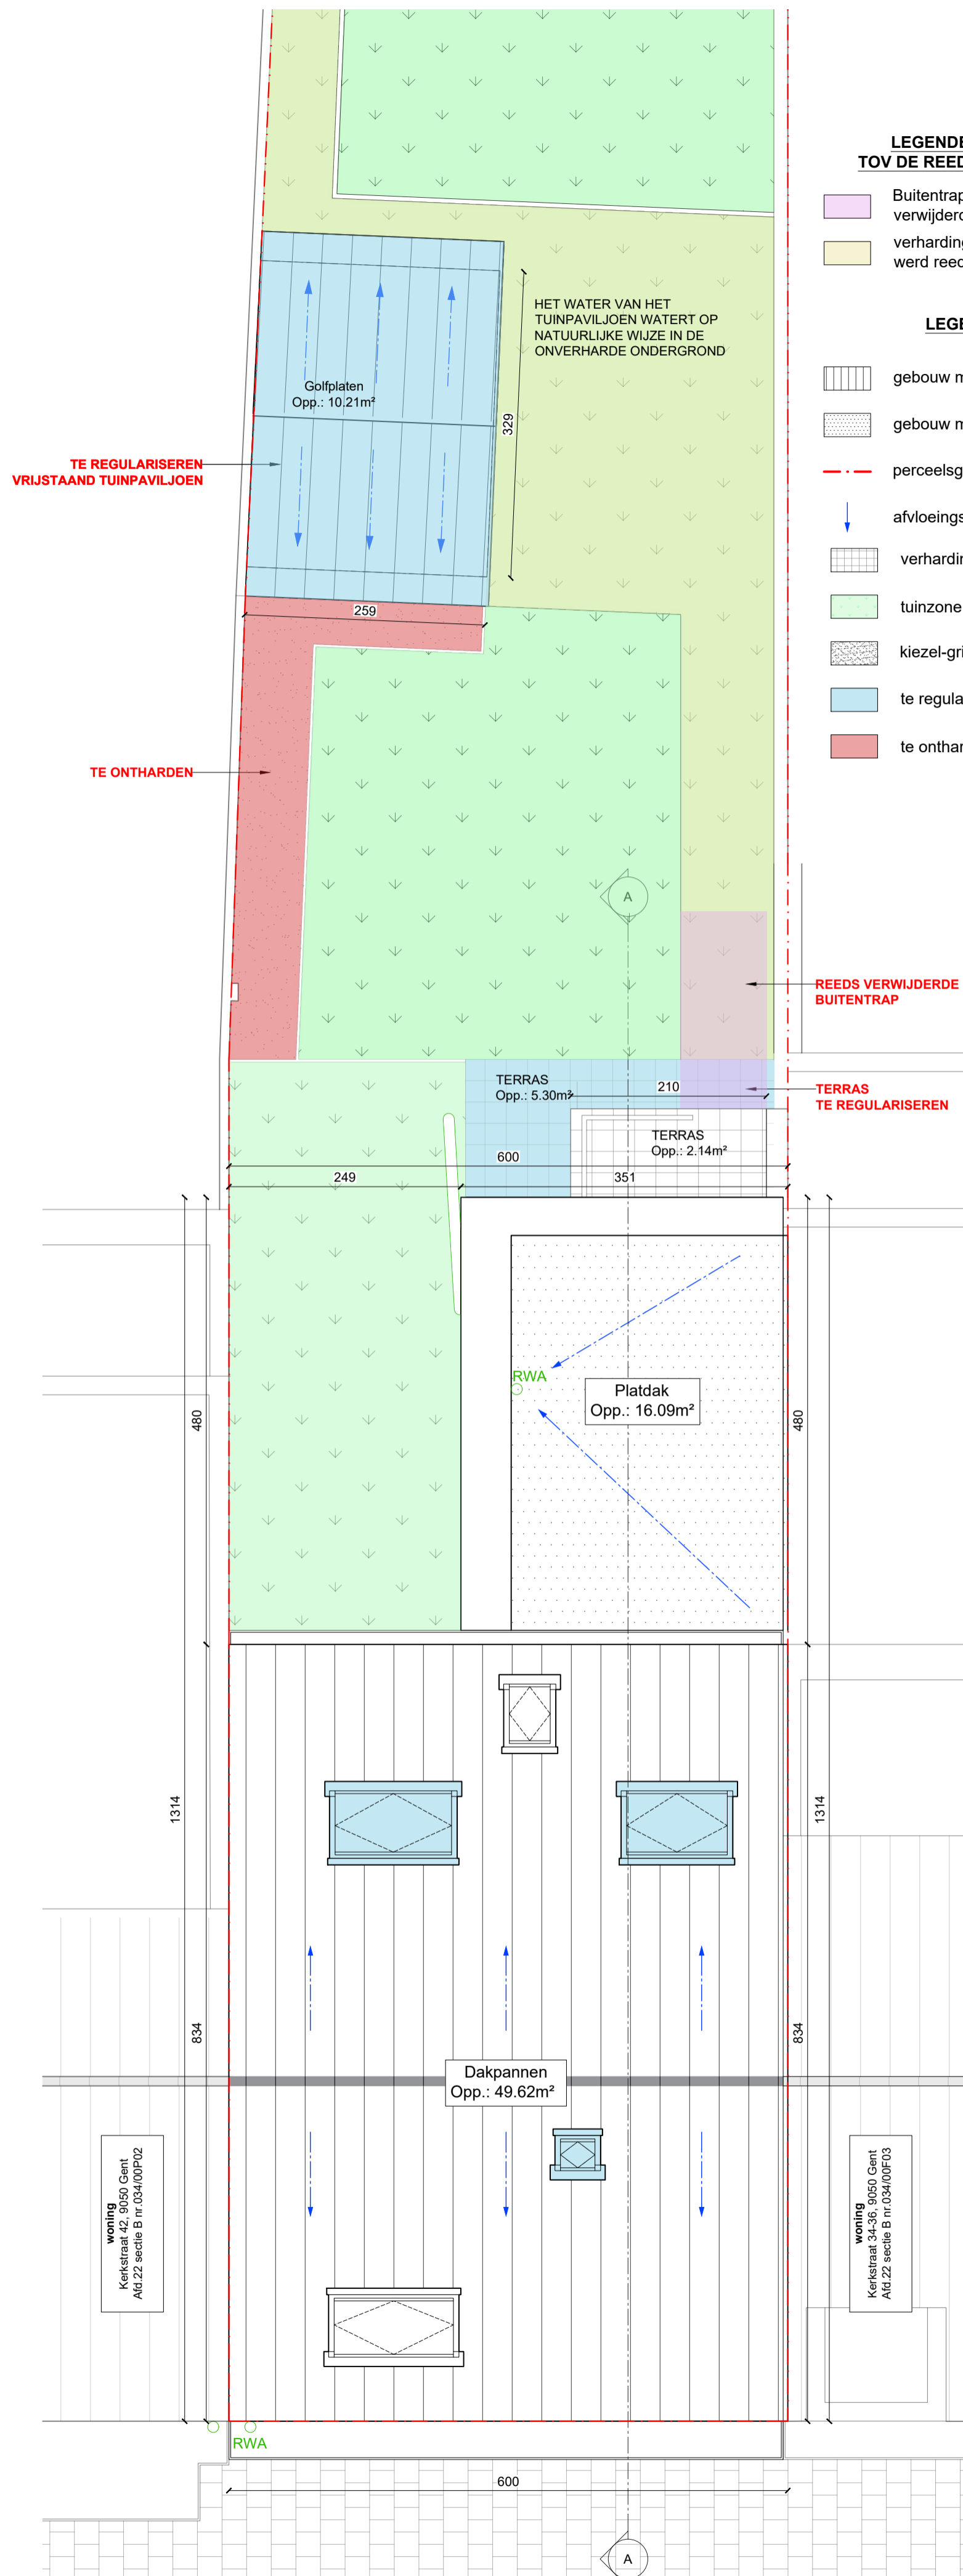 LEGENDE
TOV DE REED
Buitentrap
verwijderd
verharding
werd reed
LEGE
gebouw m
gebouw m
perceelsg
afvloeings
verhardin
tuinzone
kiezel-gri
te regula
te onthar
HET WATER VAN HET
TUINPAVILJOEN WATERT OP
NATUURLIJKE WIJZE IN DE
ONVERHARDE ONDERGROND
Golfplaten
Opp.: 10.21m²
329
TE REGULARISEREN
VRIJSTAAND TUINPAVILJOEN
259
TE ONTHARDEN
A
REEDS VERWIJDERDE
BUITENTRAP
TERRAS
Opp.: 5.30m²
210
TERRAS
TE REGULARISEREN
TERRAS
Opp.: 2.14m²
600
249
351
RWA
Platdak
Opp.: 16.09m²
480
480
1314
1314
834
834
Dakpannen
Opp.: 49.62m²
woning
Kerkstraat 42, 9050 Gent
Afd.22 sectie B nr.034/00P02
woning
Kerkstraat 34-36, 9050 Gent
Afd.22 sectie B nr.034/00F03
RWA
600
A